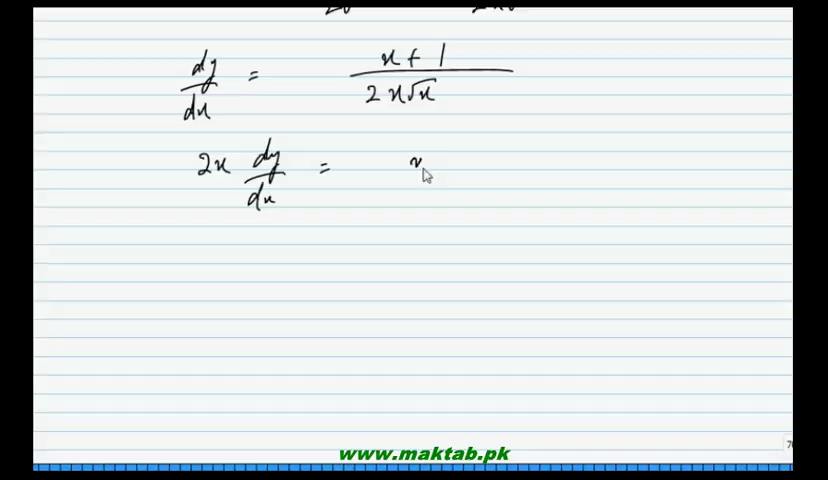 dy/dx = x + 1 / 2x√x
2x dy/dx = x
www.maktab.pk